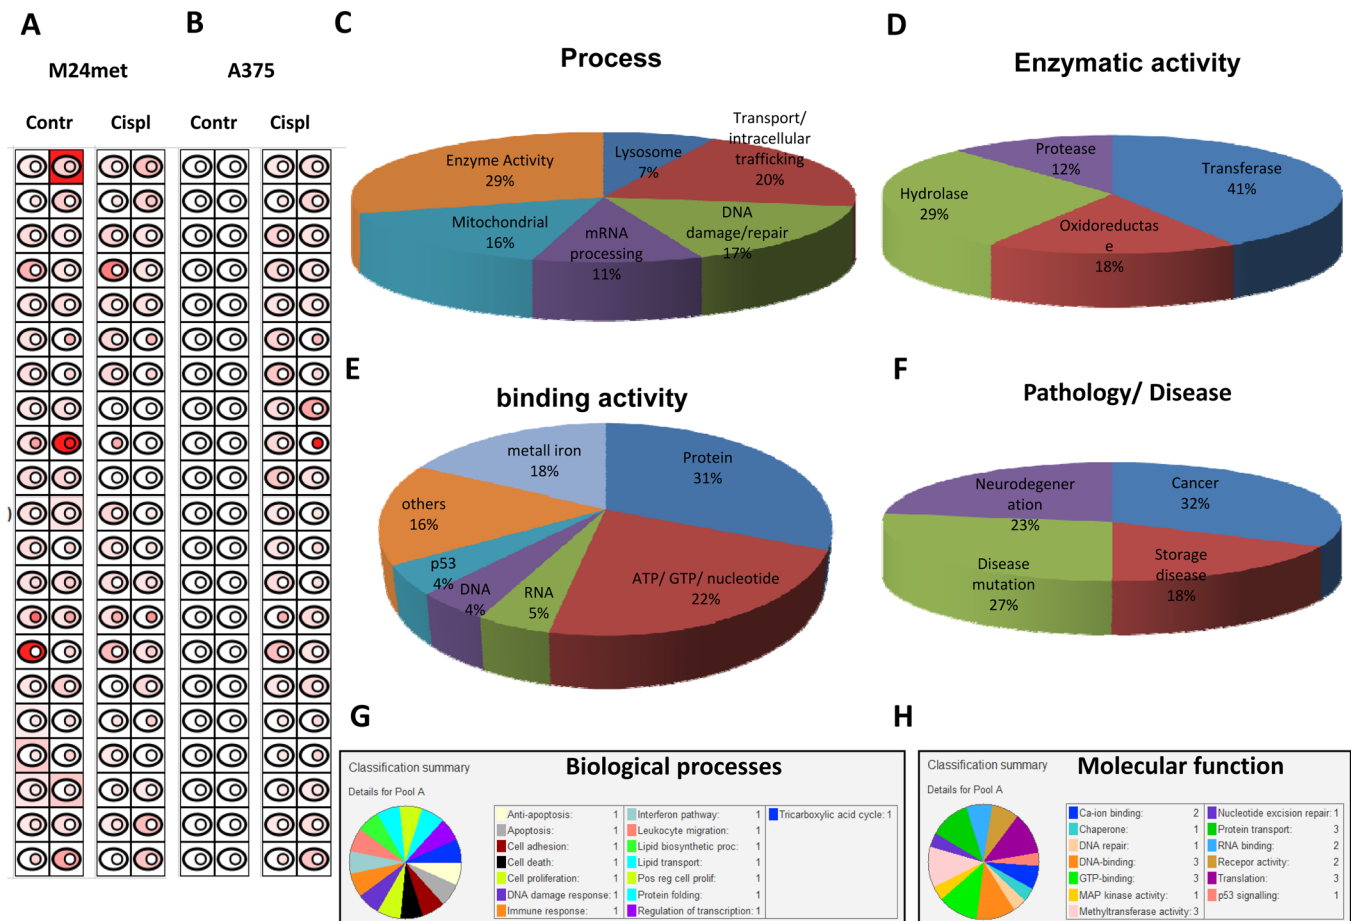 A
M24met
Contr
Cispl
B
A375
Contr
Cispl
)
C
Process
Transport/
intracellular
trafficking
20%
Enzyme Activity
29%
Lysosome
7%
Mitochondrial
16%
mRNA
processing
11%
DNA
damage/repair
17%
D
Enzymatic activity
Protease
12%
Transferase
41%
Hydrolase
29%
Oxidoreductas
e
18%
E
binding activity
metall iron
18%
Protein
31%
others
16%
p53
4%
DNA
4%
RNA
5%
ATP/ GTP/ nucleotide
22%
F
Pathology/ Disease
Neurodegener
ation
23%
Cancer
32%
Disease
mutation
27%
Storage
disease
18%
G
Classification summary
Biological processes
Details for Pool A
Anti-apoptosis: 1
Apoptosis: 1
Cell adhesion: 1
Cell death: 1
Cell proliferation: 1
DNA damage response: 1
Immune response: 1
Interferon pathway: 1
Leukocyte migration: 1
Lipid biosynthetic proc: 1
Lipid transport: 1
Pos reg cell prolif: 1
Protein folding: 1
Regulation of transcription: 1
Tricarboxylic acid cycle: 1
H
Classification summary
Molecular function
Details for Pool A
Ca-ion binding: 2
Chaperone: 1
DNA repair: 1
DNA-binding: 3
GTP-binding: 3
MAP kinase activity: 1
Methyltransferase activity: 3
Nucleotide excision repair: 1
Protein transport: 3
RNA binding: 2
Recepor activity: 2
Translation: 3
p53 signalling: 1